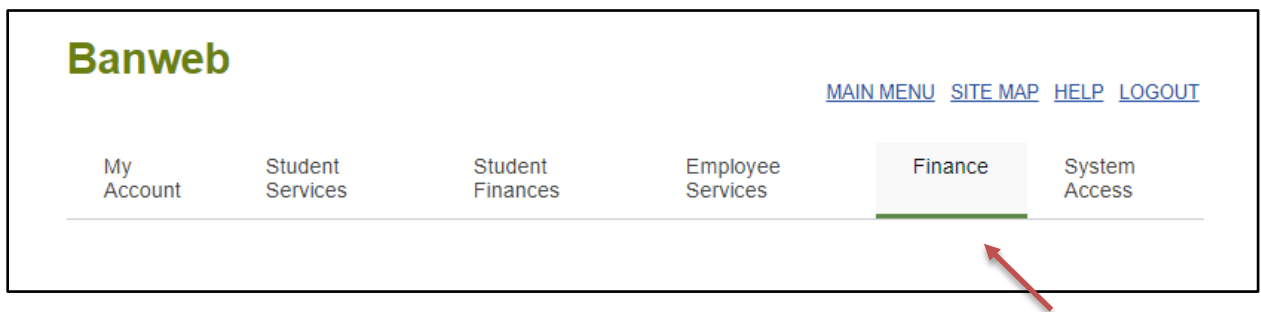 Banweb
MAIN MENU SITE MAP HELP LOGOUT
My Account
Student Services
Student Finances
Employee Services
Finance
System Access